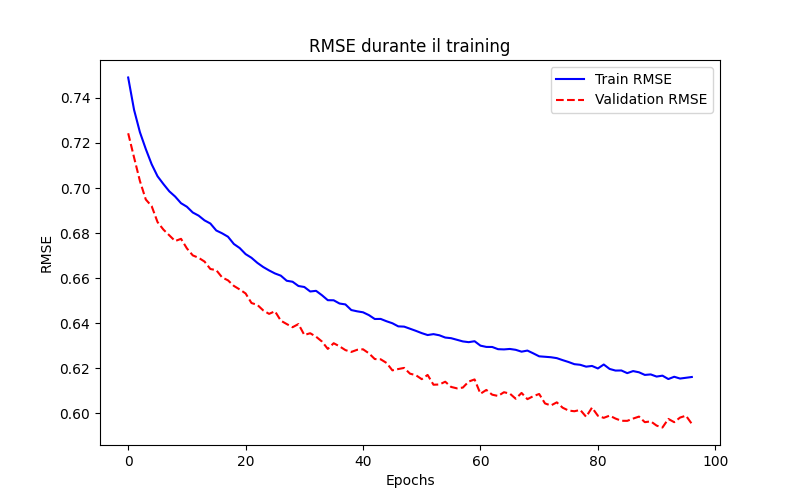 RMSE durante il training
Train RMSE
Validation RMSE
RMSE
0.74
0.72
0.70
0.68
0.66
0.64
0.62
0.60
0 20 40 60 80 100
Epochs